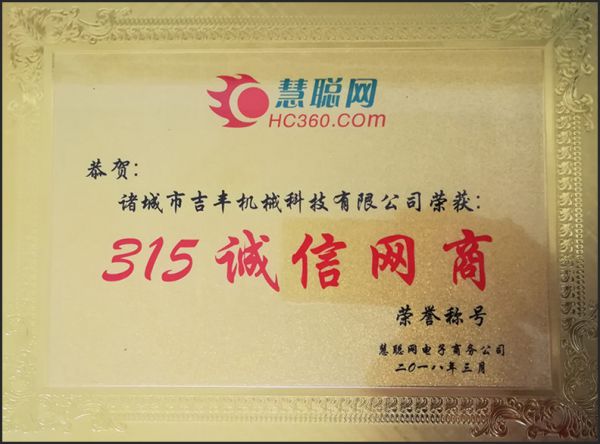 慧聪网
HC360.COM
恭贺:
诸城市吉丰机械科技有限公司荣获:
315诚信网商
荣誉称号
慧聪网电子商务公司
二〇一八年三月